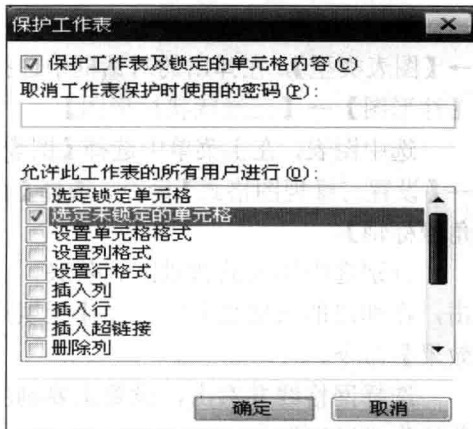 保护工作表
保护工作表及锁定的单元格内容(C)
取消工作表保护时使用的密码(P):
允许此工作表的所有用户进行(O):
选定锁定单元格
选定未锁定的单元格
设置单元格格式
设置列格式
设置行格式
插入列
插入行
插入超链接
删除列
确定
取消